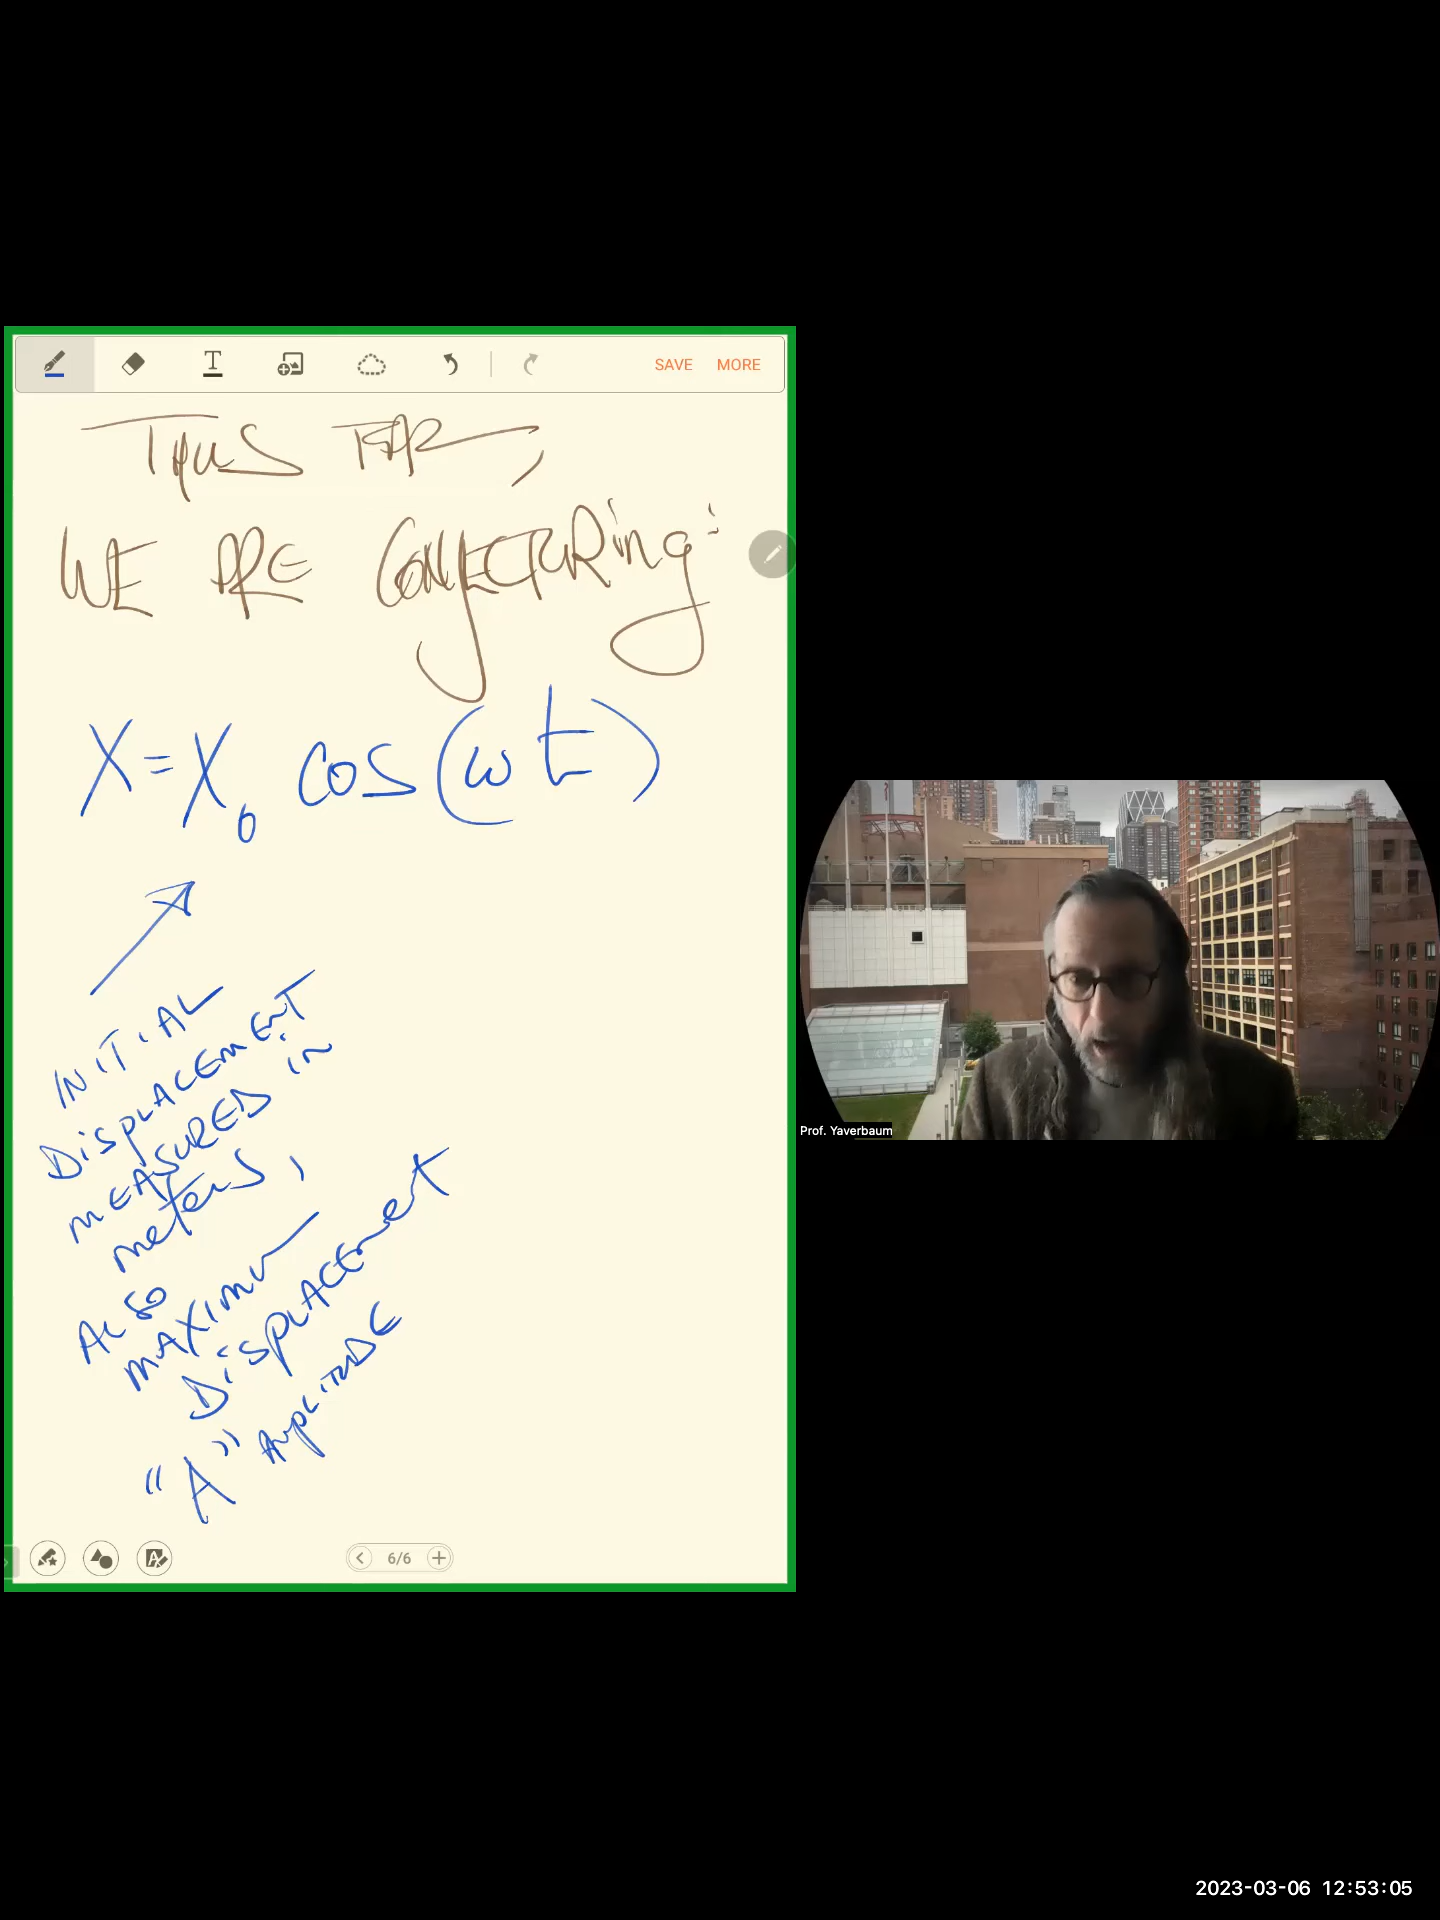 SAVE MORE
THUS FAR,
WE ARE CONJECTURing:
X = X₀ cos(ωt)
INITIAL
DISPLACEMENT
MEASURED in
meters,
ALSO
MAXIMUM
DISPLACEMENT
"A" AMPLITUDE
6/6
Prof. Yaverbaum
2023-03-06 12:53:05